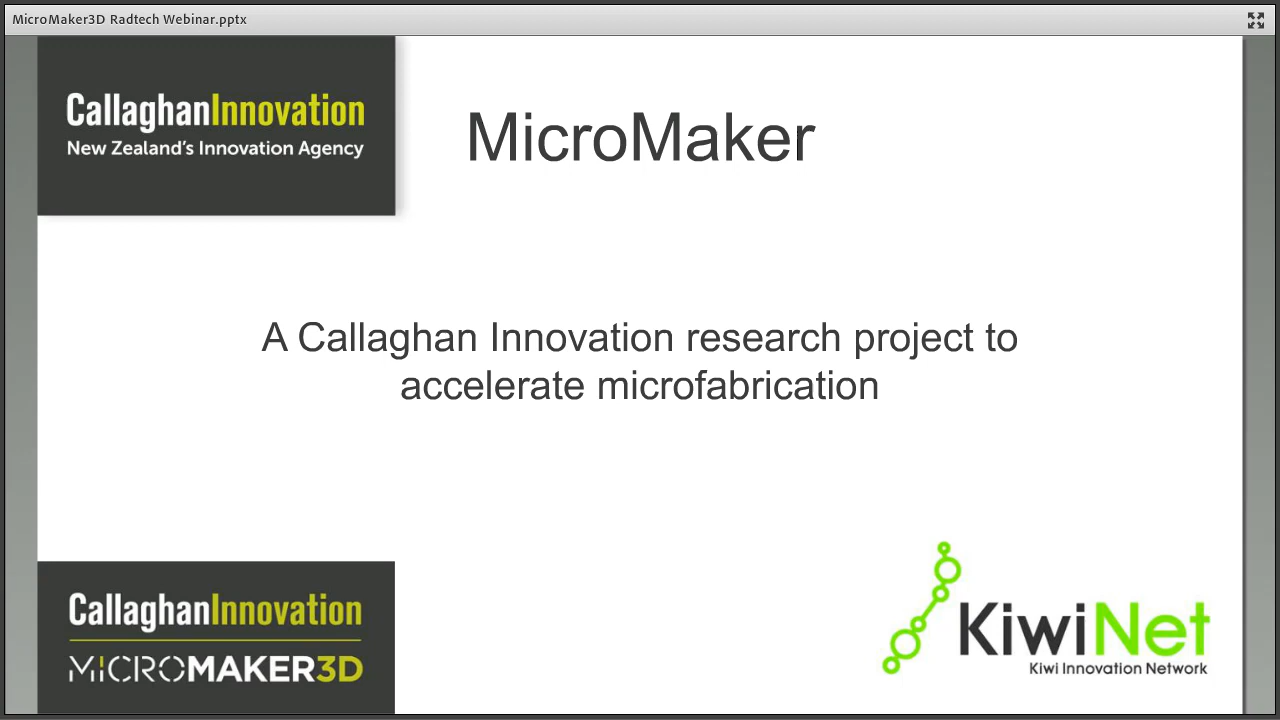 MicroMaker3D Radtech Webinar.pptx
CallaghanInnovation
New Zealand's Innovation Agency
MicroMaker
A Callaghan Innovation research project to
accelerate microfabrication
CallaghanInnovation
MICROMAKER3D
KiwiNet
Kiwi Innovation Network